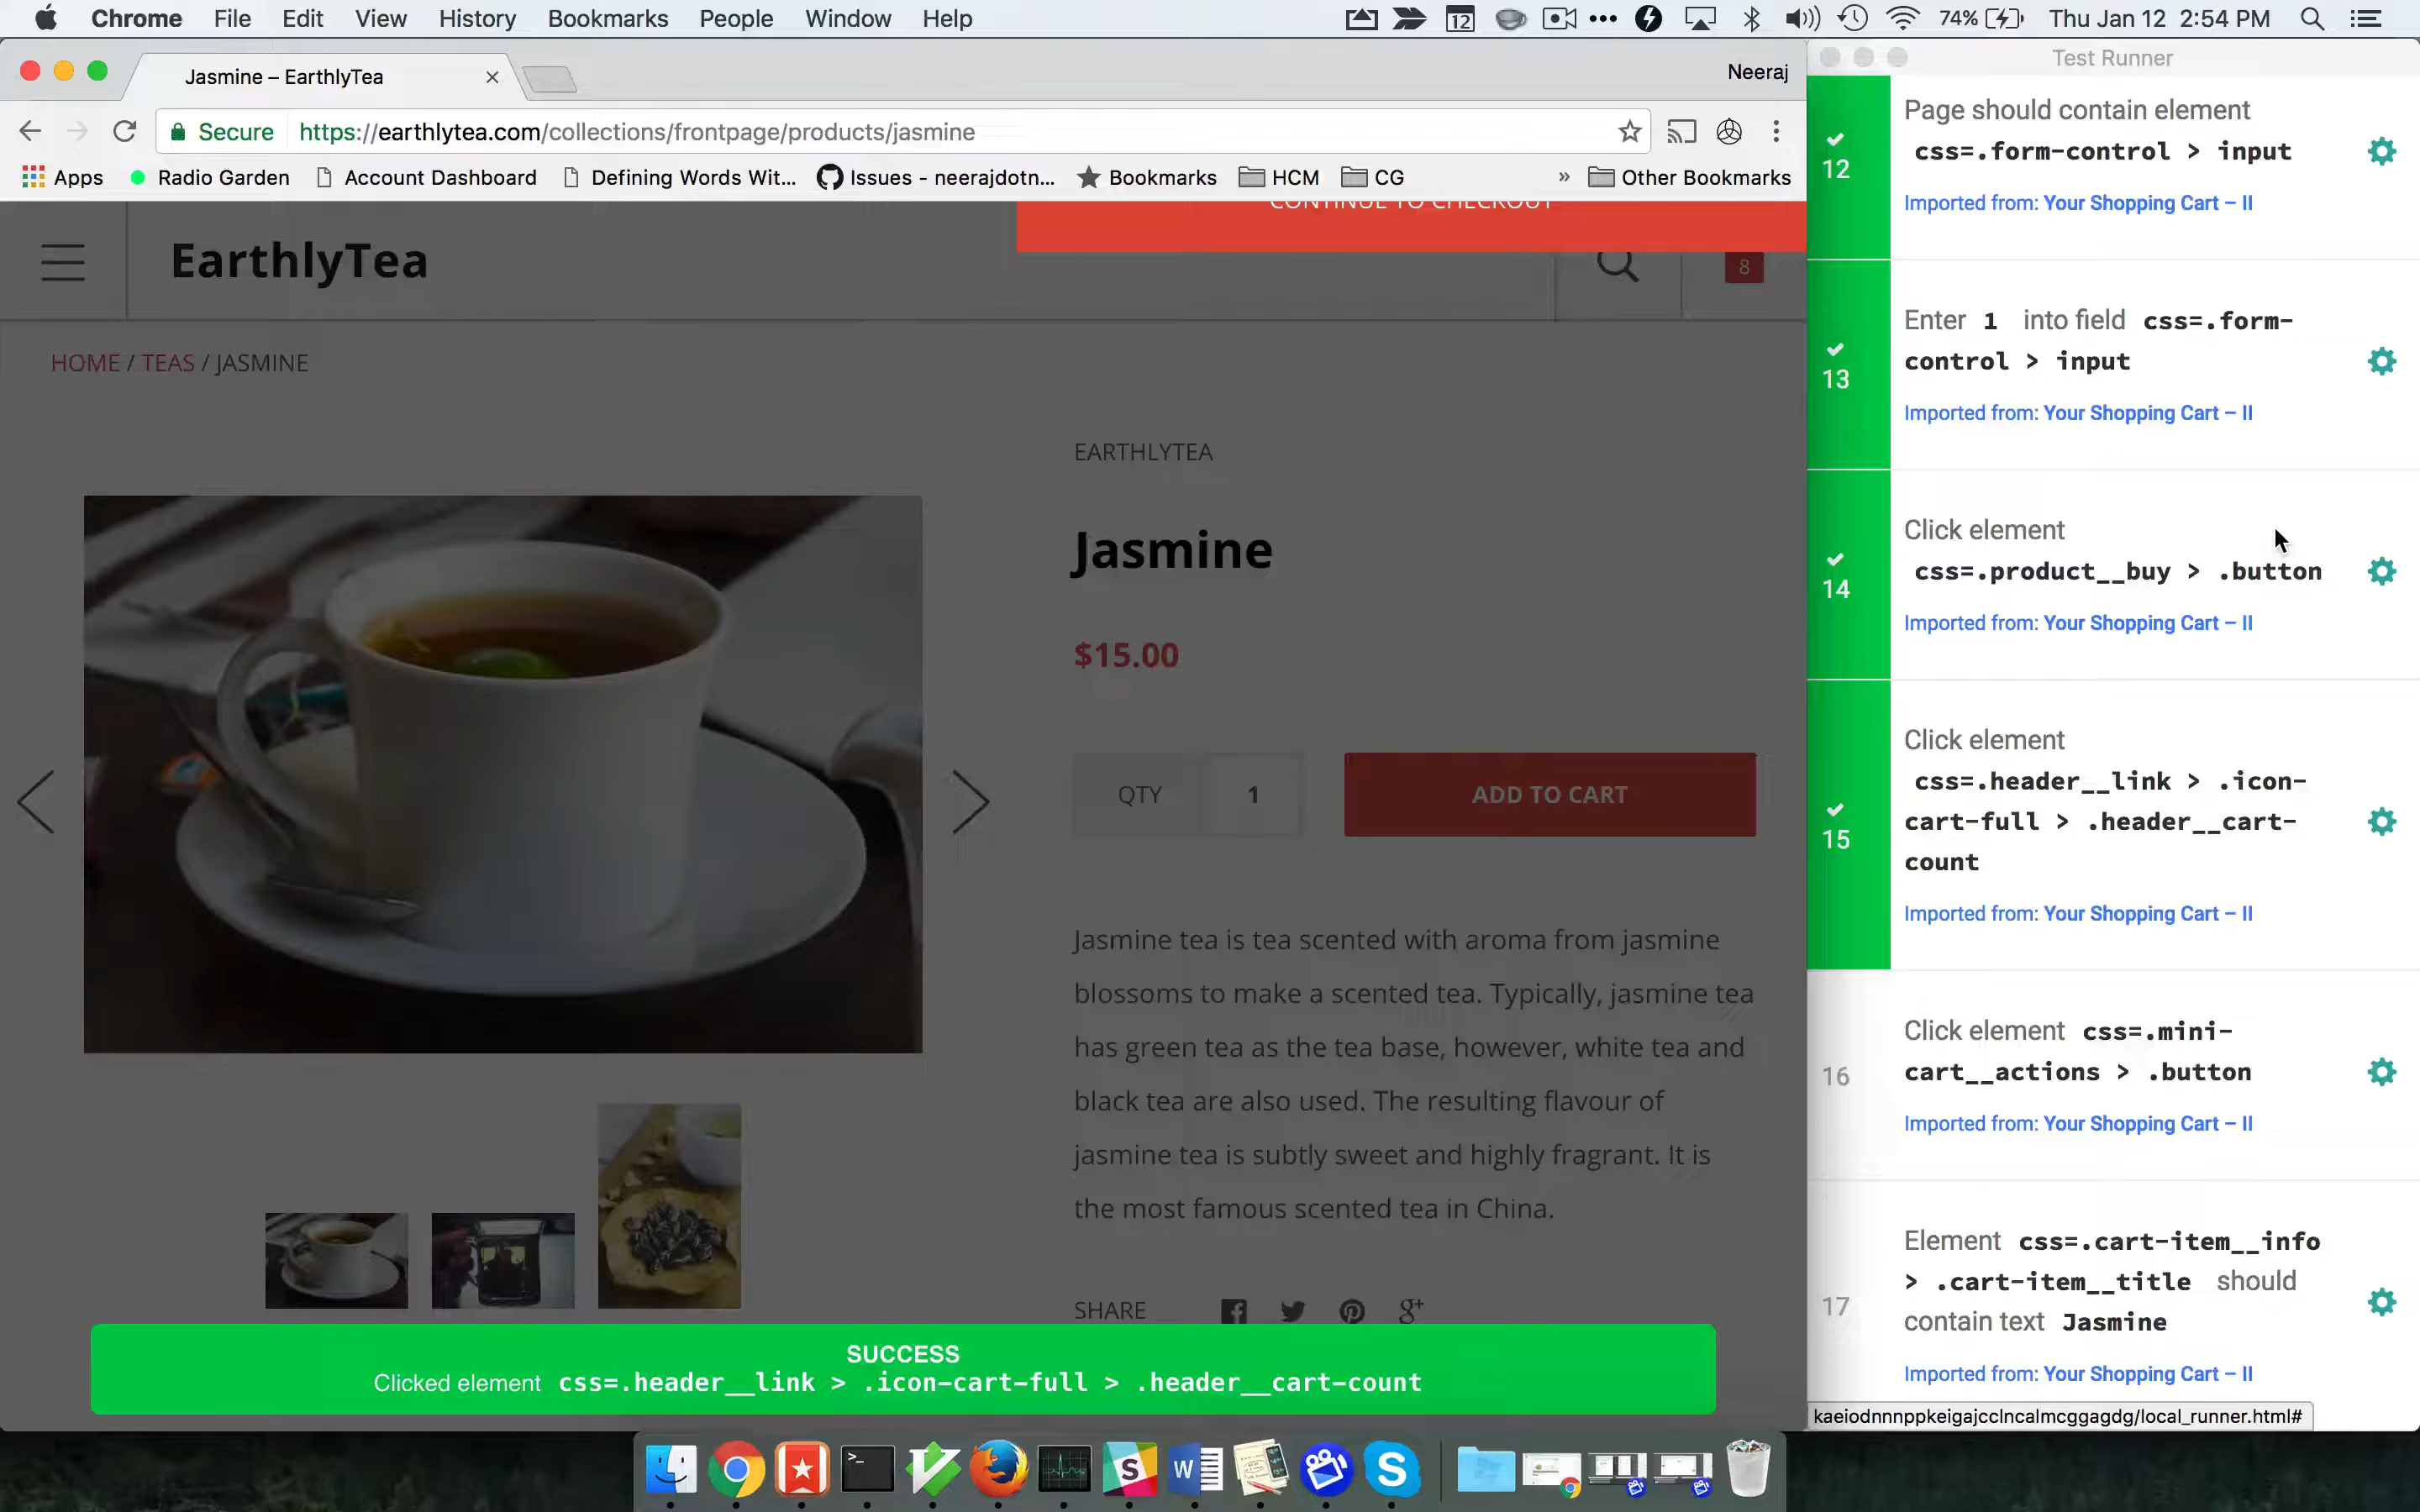 Chrome File Edit View History Bookmarks People Window Help
12
74%
Thu Jan 12 2:54 PM
Jasmine – EarthlyTea
Neeraj
Secure https://earthlytea.com/collections/frontpage/products/jasmine
Apps Radio Garden Account Dashboard Defining Words Wit... Issues - neerajdotn... Bookmarks HCM CG » Other Bookmarks
CONTINUE TO CHECKOUT
EarthlyTea
8
HOME / TEAS / JASMINE
EARTHLYTEA
Jasmine
$15.00
QTY 1 ADD TO CART
Jasmine tea is tea scented with aroma from jasmine
blossoms to make a scented tea. Typically, jasmine tea
has green tea as the tea base, however, white tea and
black tea are also used. The resulting flavour of
jasmine tea is subtly sweet and highly fragrant. It is
the most famous scented tea in China.
SHARE
SUCCESS
Clicked element css=.header__link > .icon-cart-full > .header__cart-count
Test Runner
12
Page should contain element
css=.form-control > input
Imported from: Your Shopping Cart – II
13
Enter 1 into field css=.form-
control > input
Imported from: Your Shopping Cart – II
14
Click element
css=.product__buy > .button
Imported from: Your Shopping Cart – II
15
Click element
css=.header__link > .icon-
cart-full > .header__cart-
count
Imported from: Your Shopping Cart – II
16
Click element css=.mini-
cart__actions > .button
Imported from: Your Shopping Cart – II
17
Element css=.cart-item__info
> .cart-item__title should
contain text Jasmine
Imported from: Your Shopping Cart – II
kaeiodnnnppkeigajcclncalmcggagdg/local_runner.html#